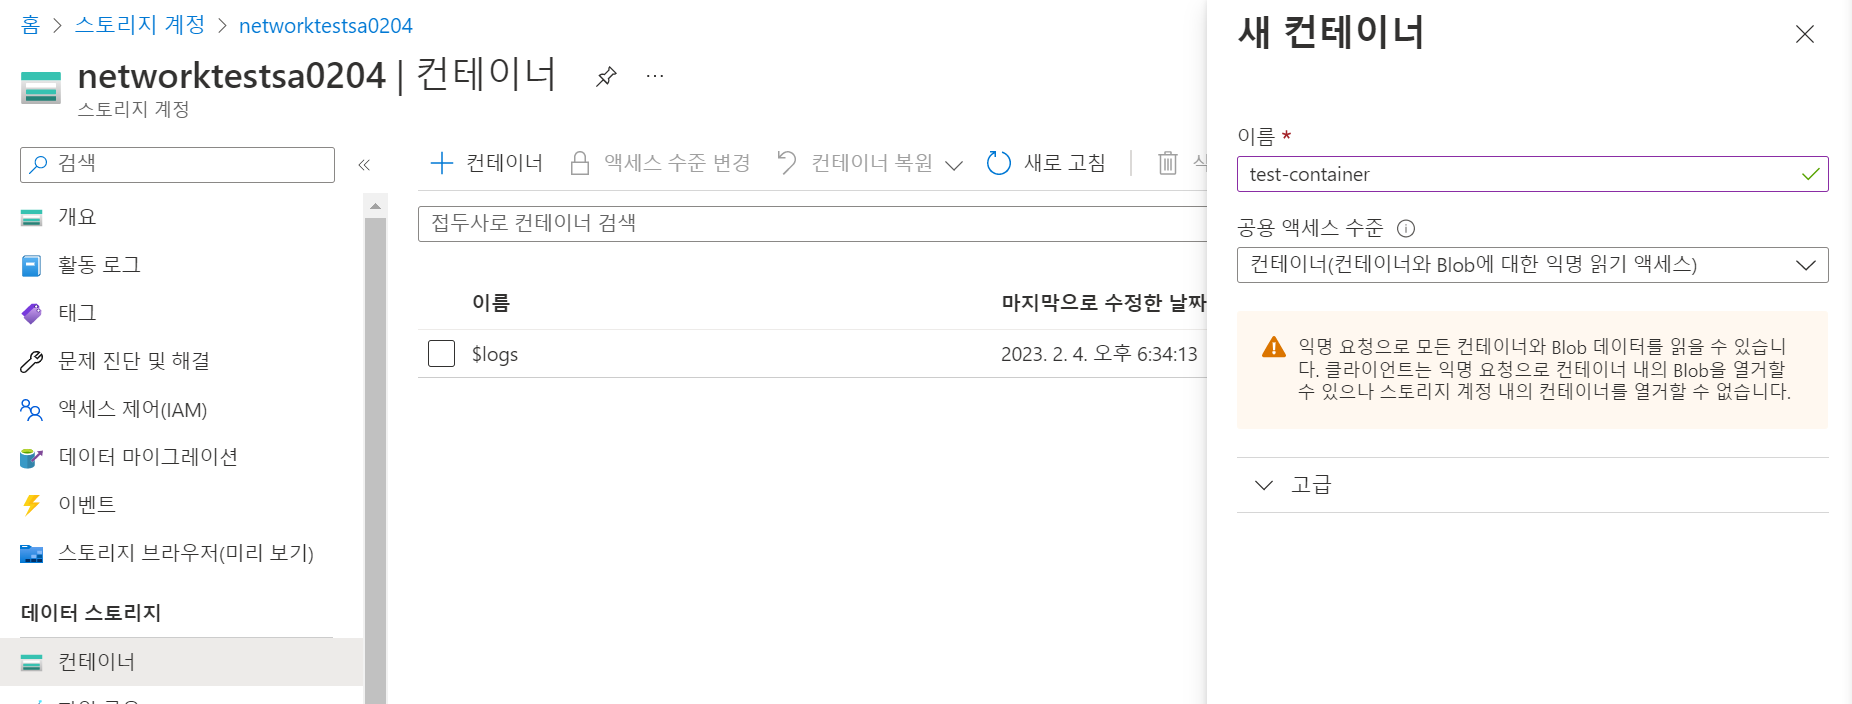 홈 > 스토리지 계정 > networktestsa0204
networktestsa0204 | 컨테이너 ...
스토리지 계정
검색
개요
활동 로그
태그
문제 진단 및 해결
액세스 제어(IAM)
데이터 마이그레이션
이벤트
스토리지 브라우저(미리 보기)
데이터 스토리지
컨테이너
컨테이너 액세스 수준 변경 컨테이너 복원 새로 고침
접두사로 컨테이너 검색
이름 마지막으로 수정한 날짜
$logs 2023. 2. 4. 오후 6:34:13
새 컨테이너
이름 *
test-container
공용 액세스 수준
컨테이너(컨테이너와 Blob에 대한 익명 읽기 액세스)
익명 요청으로 모든 컨테이너와 Blob 데이터를 읽을 수 있습니
다. 클라이언트는 익명 요청으로 컨테이너 내의 Blob을 열거할
수 있으나 스토리지 계정 내의 컨테이너를 열거할 수 없습니다.
고급